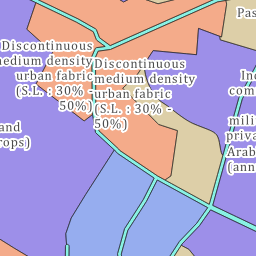 Discontinuous
medium density
urban fabric
(S.L. : 30% -
50%)
Discontinuous
medium density
urban fabric
(S.L. : 30% -
50%)
Pas
In
com
mili
priva
Arab
(ann
and
rops)